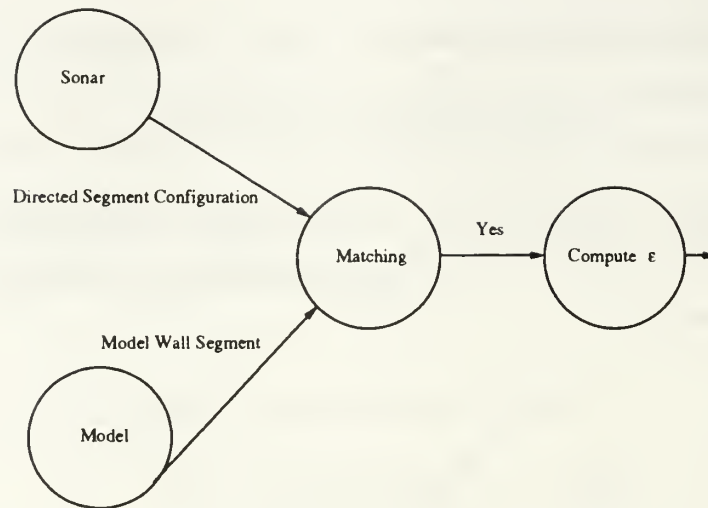 Sonar
Directed Segment Configuration
Yes
Matching
Compute ε
Model Wall Segment
Model